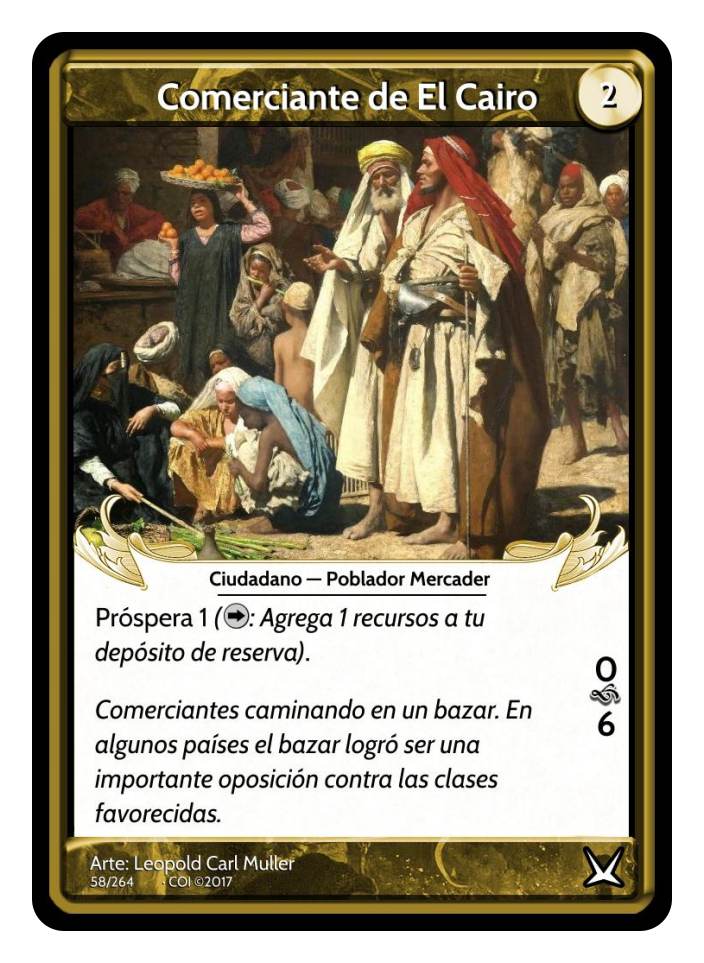 Comerciante de El Cairo
2
Ciudadano — Poblador Mercader
Próspera 1 (➡: Agrega 1 recursos a tu
depósito de reserva).
Comerciantes caminando en un bazar. En
algunos países el bazar logró ser una
importante oposición contra las clases
favorecidas.
0
6
Arte: Leopold Carl Muller
58/264 · COI ©2017